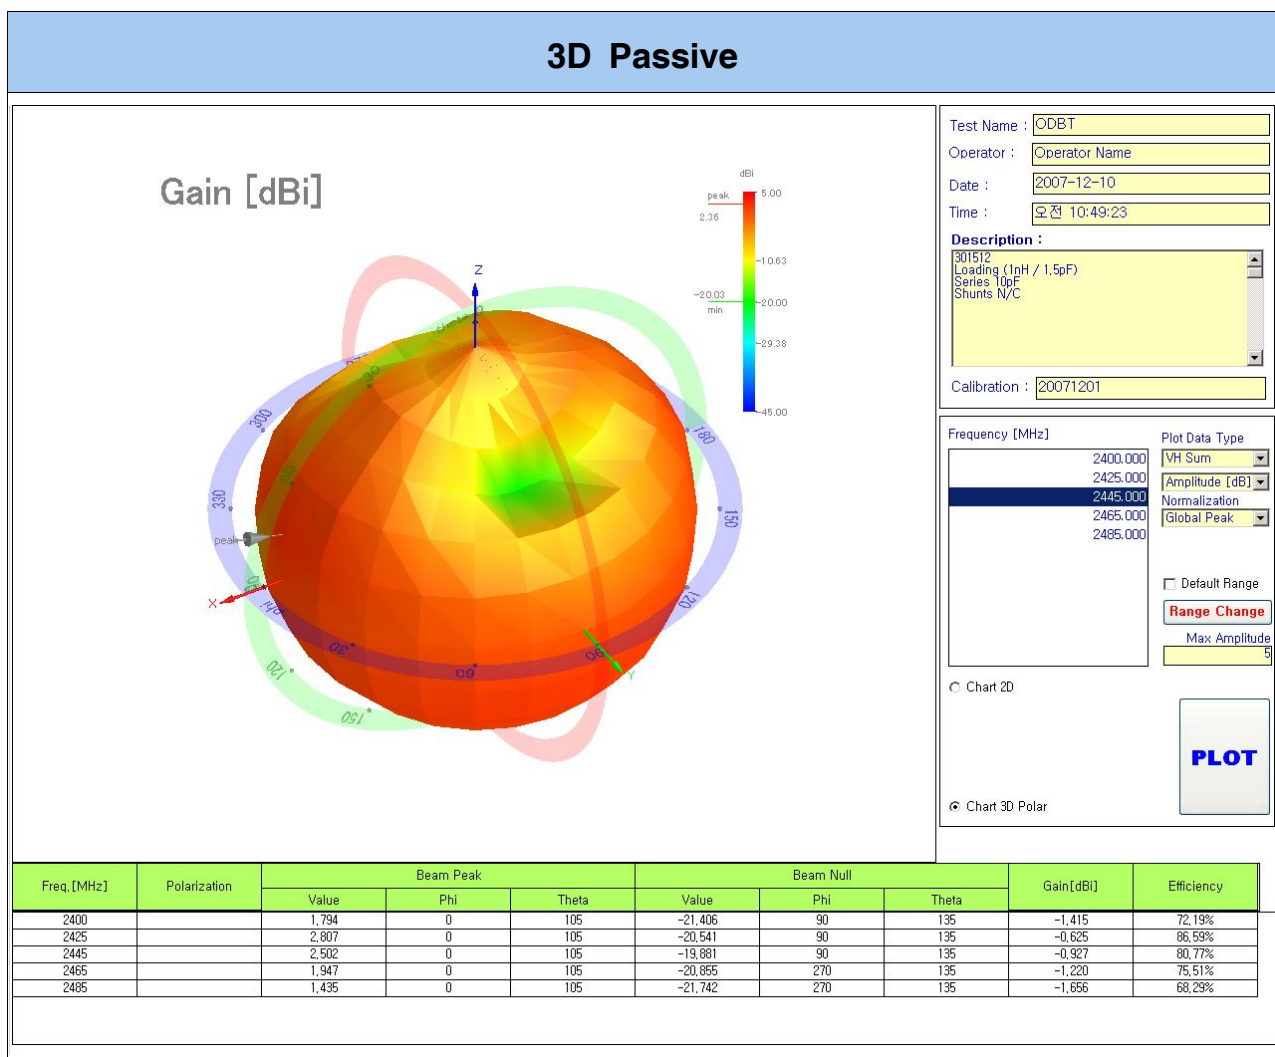 3D Passive
Gain [dBi]
dBi
peak
5.00
2.36
-10.63
-20.03
min
-20.00
-29.38
-45.00
Z
theta 0
30
60
90
120
150
300
330
peak
X
phi
30
60
90
Y
120
150
180
Test Name : ODBT
Operator : Operator Name
Date : 2007-12-10
Time : 오전 10:49:23
Description :
301512
Loading (1nH / 1,5pF)
Series 10pF
Shunts N/C
Calibration : 20071201
Frequency [MHz]
2400.000
2425.000
2445.000
2465.000
2485.000
Plot Data Type
VH Sum
Amplitude [dB]
Normalization
Global Peak
Default Range
Range Change
Max Amplitude
5
Chart 2D
PLOT
Chart 3D Polar
Freq,[MHz] Polarization Beam Peak Beam Null Gain[dBi] Efficiency
Value Phi Theta Value Phi Theta
2400 1,794 0 105 -21,406 90 135 -1,415 72,19%
2425 2,807 0 105 -20,541 90 135 -0,625 86,59%
2445 2,502 0 105 -19,881 90 135 -0,927 80,77%
2465 1,947 0 105 -20,855 270 135 -1,220 75,51%
2485 1,435 0 105 -21,742 270 135 -1,656 68,29%